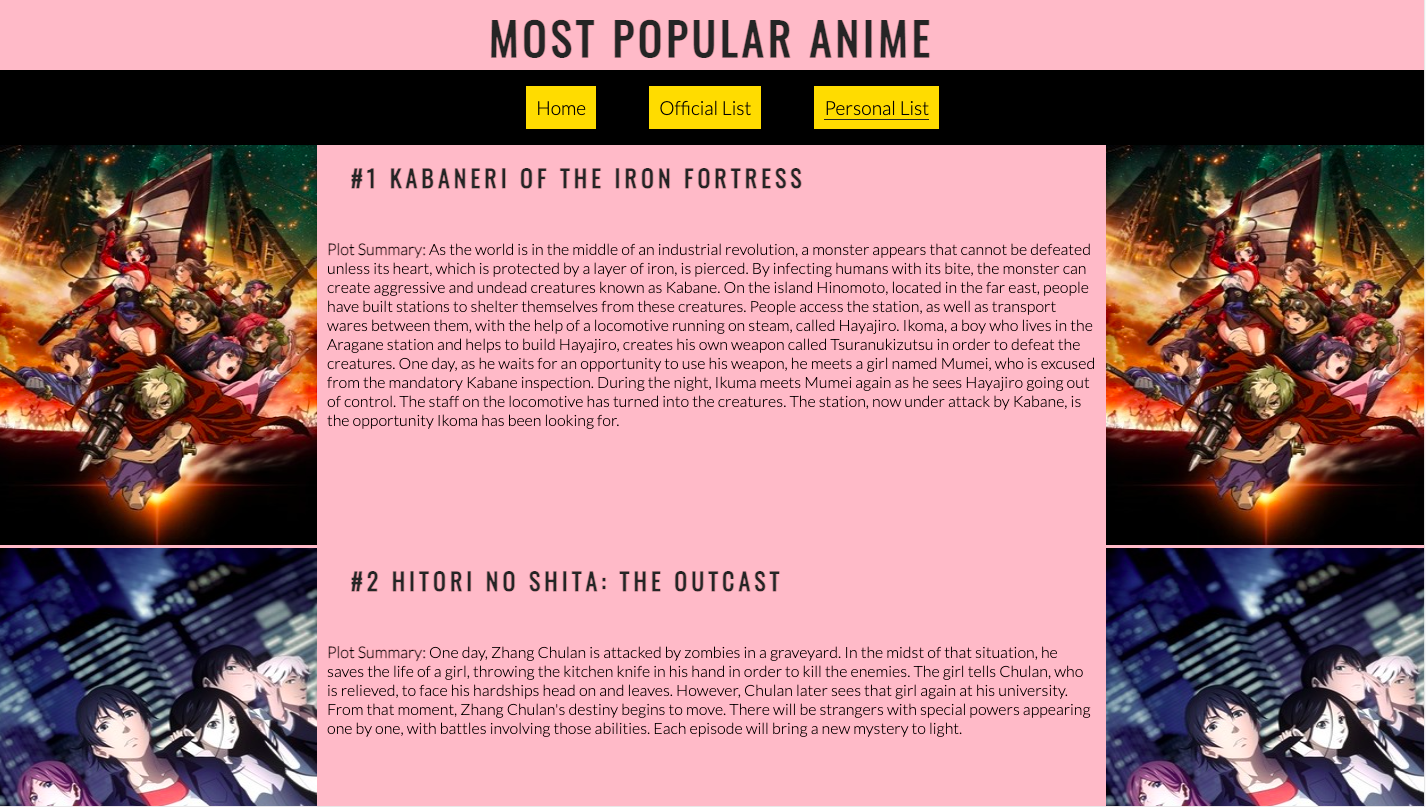 MOST POPULAR ANIME
Home
Official List
Personal List
#1 KABANERI OF THE IRON FORTRESS
Plot Summary: As the world is in the middle of an industrial revolution, a monster appears that cannot be defeated
unless its heart, which is protected by a layer of iron, is pierced. By infecting humans with its bite, the monster can
create aggressive and undead creatures known as Kabane. On the island Hinomoto, located in the far east, people
have built stations to shelter themselves from these creatures. People access the station, as well as transport
wares between them, with the help of a locomotive running on steam, called Hayajiro. Ikoma, a boy who lives in the
Aragane station and helps to build Hayajiro, creates his own weapon called Tsuranukizutsu in order to defeat the
creatures. One day, as he waits for an opportunity to use his weapon, he meets a girl named Mumei, who is excused
from the mandatory Kabane inspection. During the night, Ikuma meets Mumei again as he sees Hayajiro going out
of control. The staff on the locomotive has turned into the creatures. The station, now under attack by Kabane, is
the opportunity Ikoma has been looking for.
#2 HITORI NO SHITA: THE OUTCAST
Plot Summary: One day, Zhang Chulan is attacked by zombies in a graveyard. In the midst of that situation, he
saves the life of a girl, throwing the kitchen knife in his hand in order to kill the enemies. The girl tells Chulan, who
is relieved, to face his hardships head on and leaves. However, Chulan later sees that girl again at his university.
From that moment, Zhang Chulan's destiny begins to move. There will be strangers with special powers appearing
one by one, with battles involving those abilities. Each episode will bring a new mystery to light.